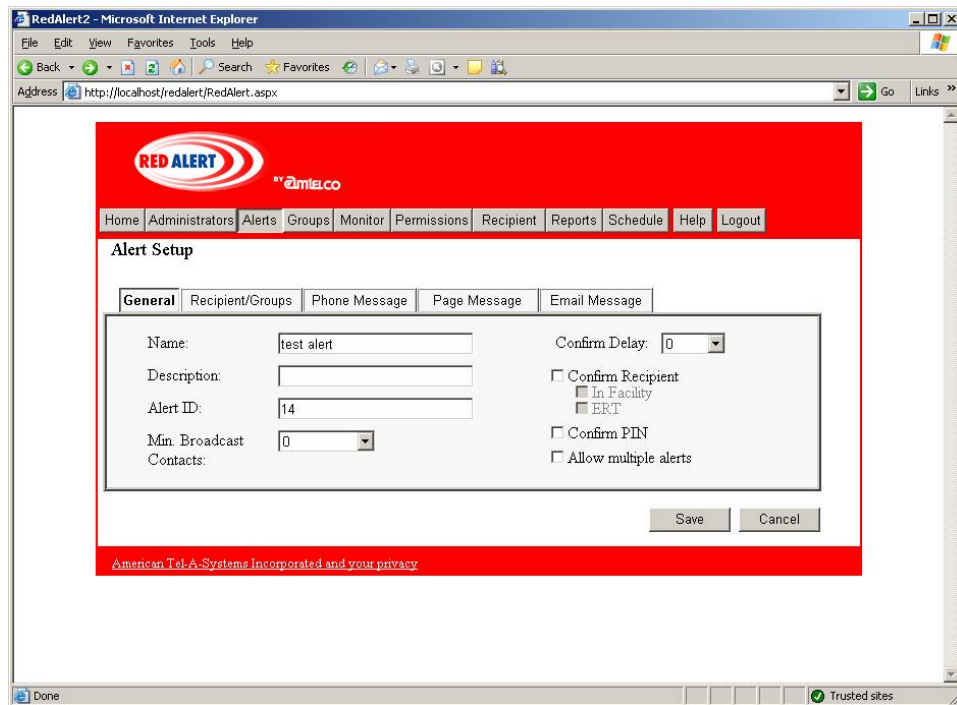 RedAlert2 - Microsoft Internet Explorer
File Edit View Favorites Tools Help
Back Search Favorites
Address http://localhost/redalert/RedAlert.aspx Go Links »
RED ALERT
BY amtelco
Home Administrators Alerts Groups Monitor Permissions Recipient Reports Schedule Help Logout
Alert Setup
General Recipient/Groups Phone Message Page Message Email Message
Name: test alert Confirm Delay: 0
Description: Confirm Recipient
In Facility
Alert ID: 14 ERT
Min. Broadcast Contacts: 0 Confirm PIN
Allow multiple alerts
Save Cancel
American Tel-A-Systems Incorporated and your privacy
Done Trusted sites